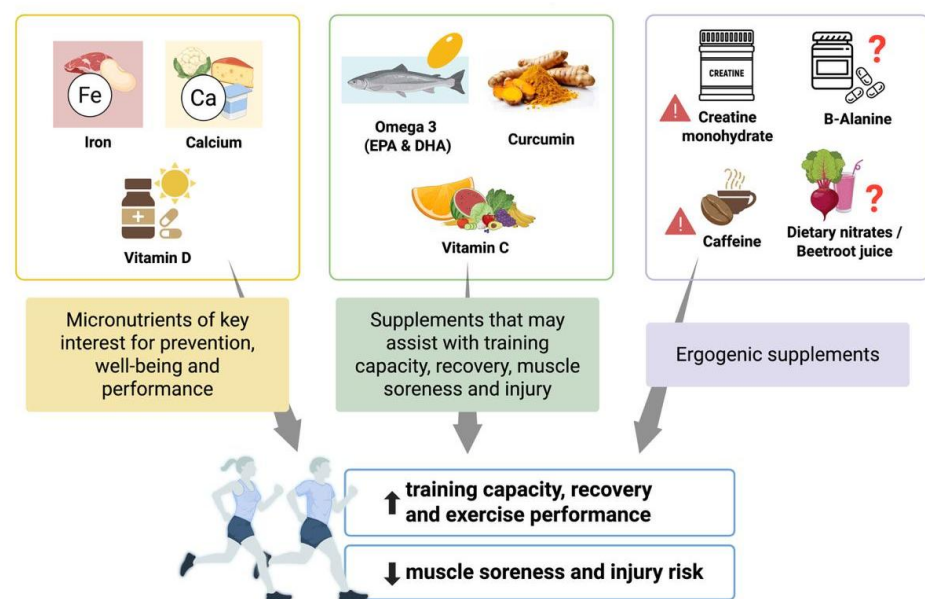 Fe
Iron
Ca
Calcium
+
Vitamin D
Omega 3
(EPA & DHA)
Curcumin
Vitamin C
CREATINE
Creatine
monohydrate
?
B-Alanine
Caffeine
?
Dietary nitrates /
Beetroot juice
Micronutrients of key
interest for prevention,
well-being and
performance
Supplements that may
assist with training
capacity, recovery, muscle
soreness and injury
Ergogenic supplements
training capacity, recovery
and exercise performance
muscle soreness and injury risk